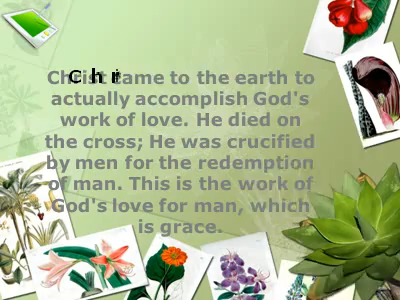 C h r i
Christ came to the earth to
actually accomplish God's
work of love. He died on
the cross; He was crucified
by men for the redemption
of man. This is the work of
God's love for man, which
is grace.